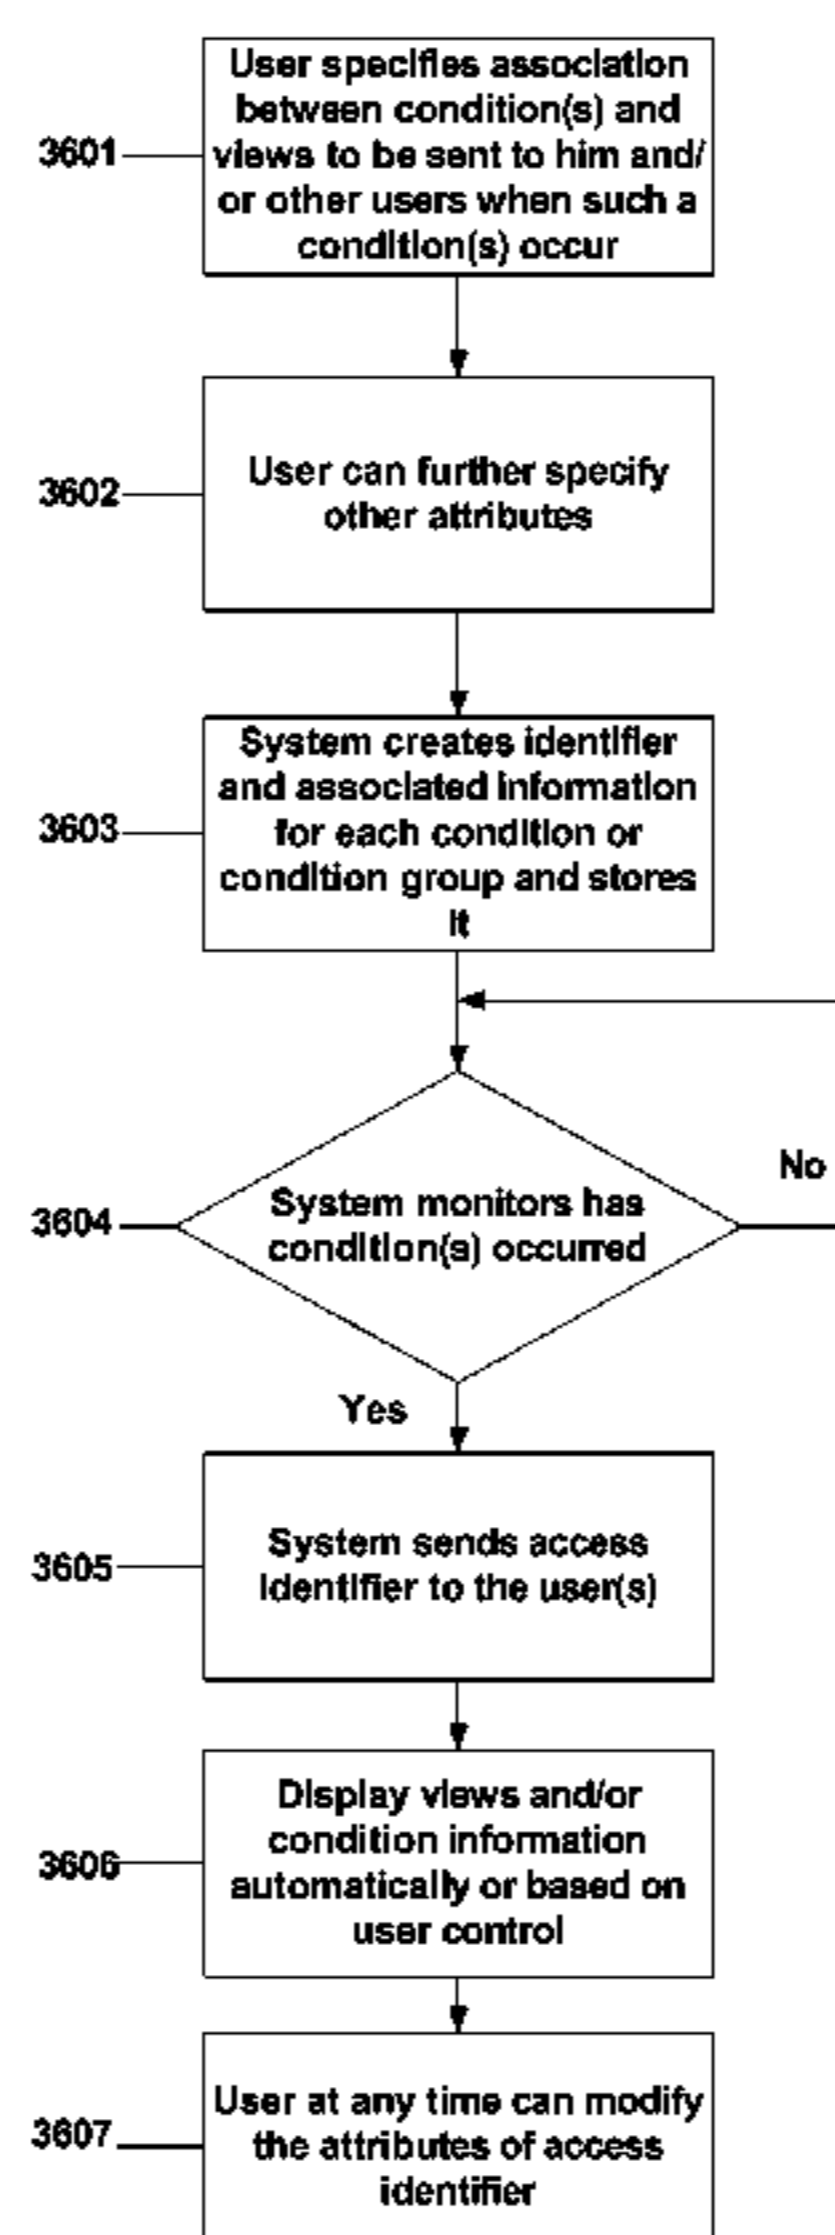 User specifies association
between condition(s) and
3601
views to be sent to him and/
or other users when such a
condition(s) occur
3602
User can further specify
other attributes
System creates identifier
and associated information
3603
for each condition or
condition group and stores
it
No
3604
System monitors has
condition(s) occurred
Yes
3605
System sends access
identifier to the user(s)
Display views and/or
condition information
3606
automatically or based on
user control
User at any time can modify
3607
the attributes of access
identifier